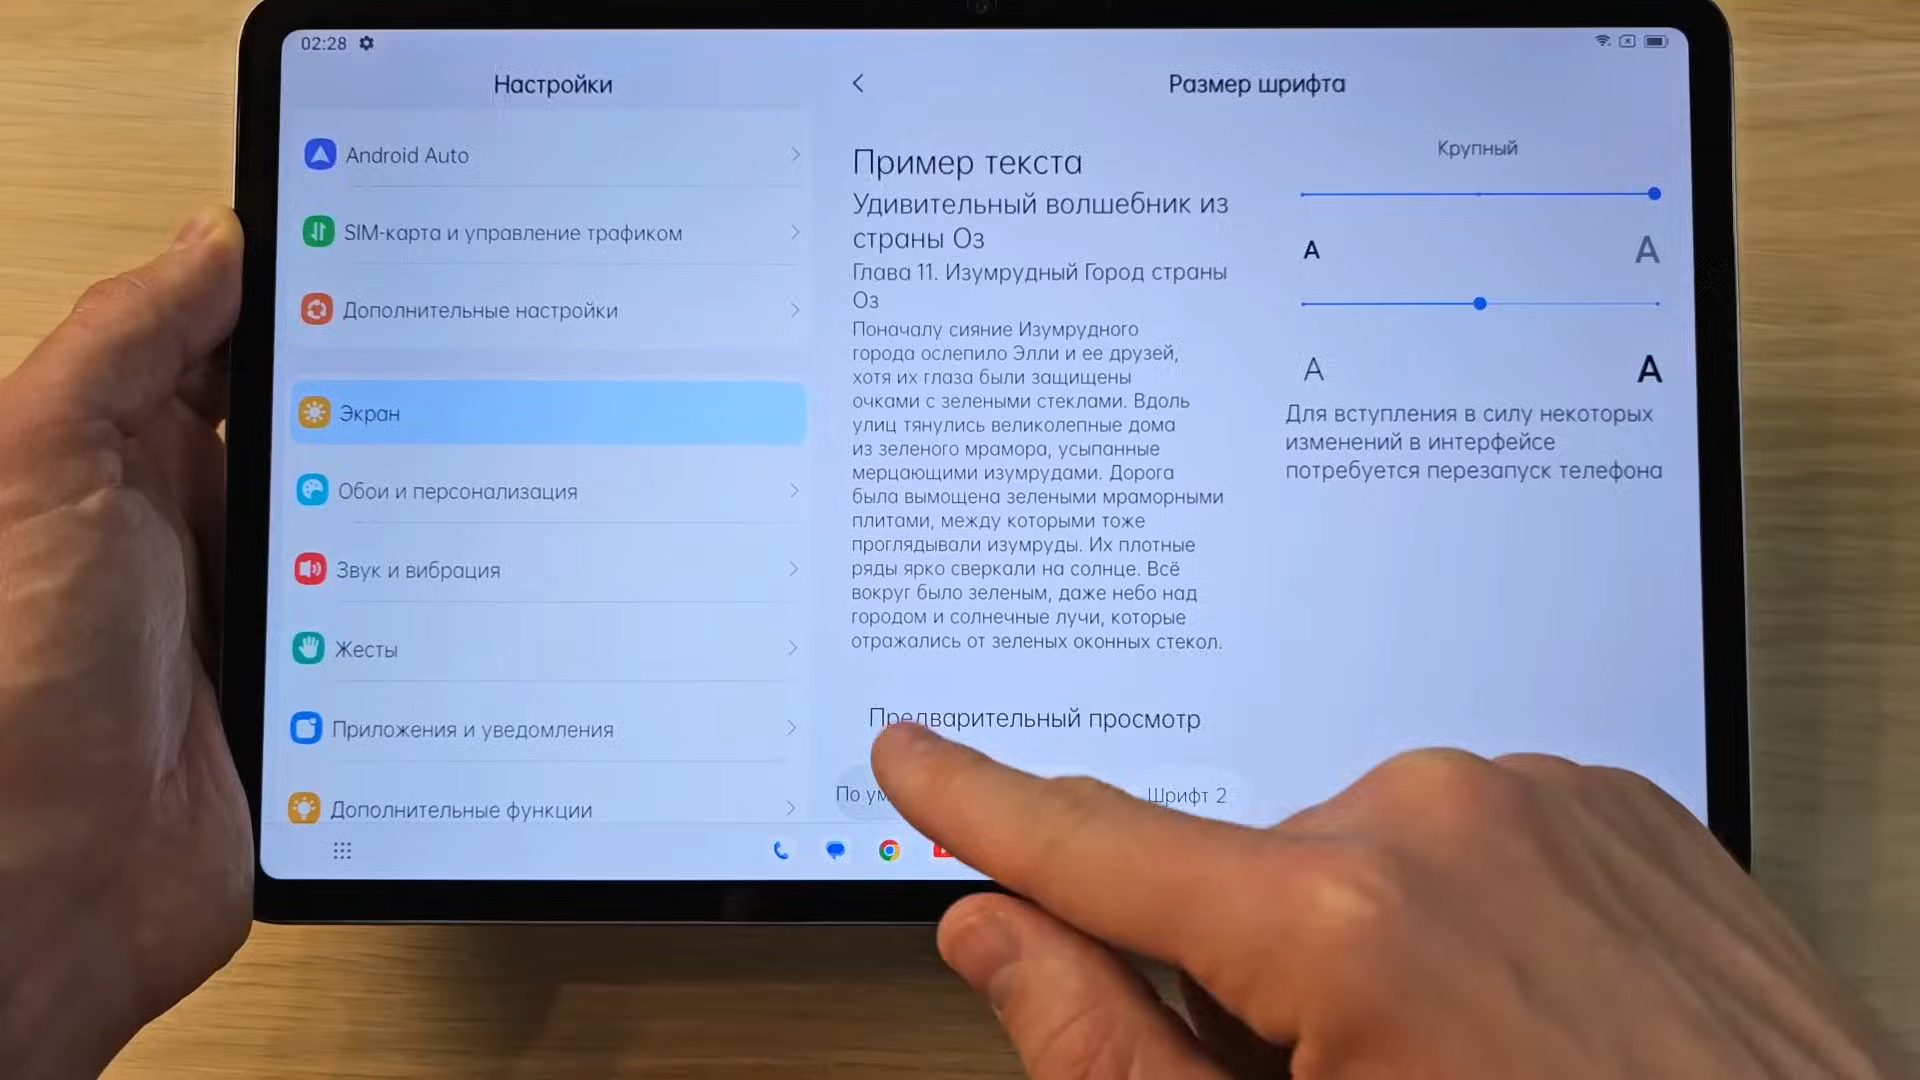 02:28
Настройки
Android Auto
SIM-карта и управление трафиком
Дополнительные настройки
Экран
Обои и персонализация
Звук и вибрация
Жесты
Приложения и уведомления
Дополнительные функции
Размер шрифта
Пример текста
Удивительный волшебник из
страны Оз
Глава 11. Изумрудный Город страны
Оз
Поначалу сияние Изумрудного
города ослепило Элли и ее друзей,
хотя их глаза были защищены
очками с зелеными стеклами. Вдоль
улиц тянулись великолепные дома
из зеленого мрамора, усыпанные
мерцающими изумрудами. Дорога
была вымощена зелеными мраморными
плитами, между которыми тоже
проглядывали изумруды. Их плотные
ряды ярко сверкали на солнце. Всё
вокруг было зеленым, даже небо над
городом и солнечные лучи, которые
отражались от зеленых оконных стекол.
Предварительный просмотр
По
Шрифт 2
Крупный
A A
A A
Для вступления в силу некоторых
изменений в интерфейсе
потребуется перезапуск телефона